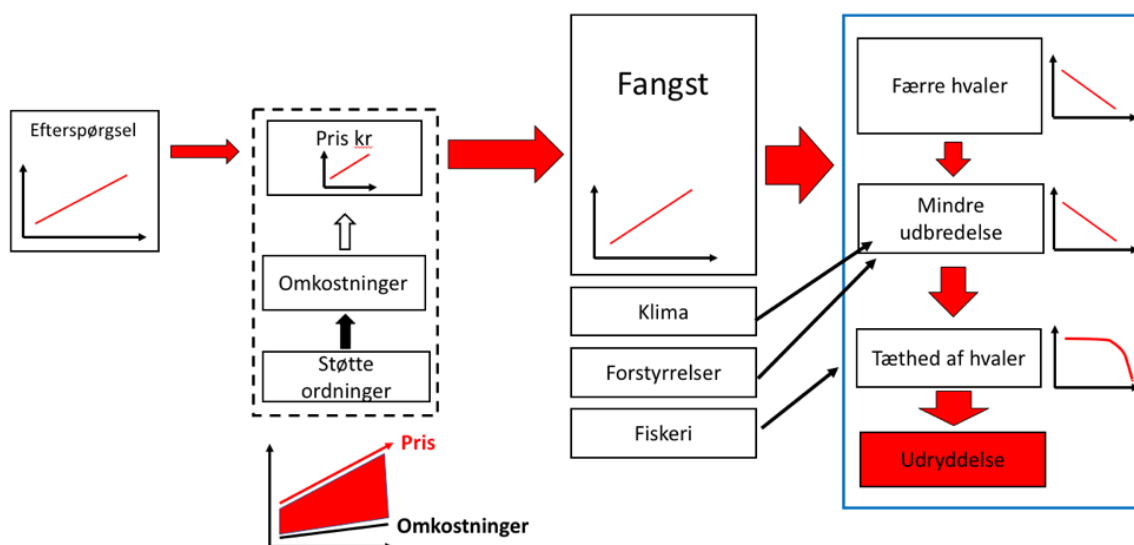 Efterspørgsel
Pris kr
Omkostninger
Støtte
ordninger
Pris
Omkostninger
Fangst
Klima
Forstyrrelser
Fiskeri
Færre hvaler
Mindre
udbredelse
Tæthed af hvaler
Udryddelse